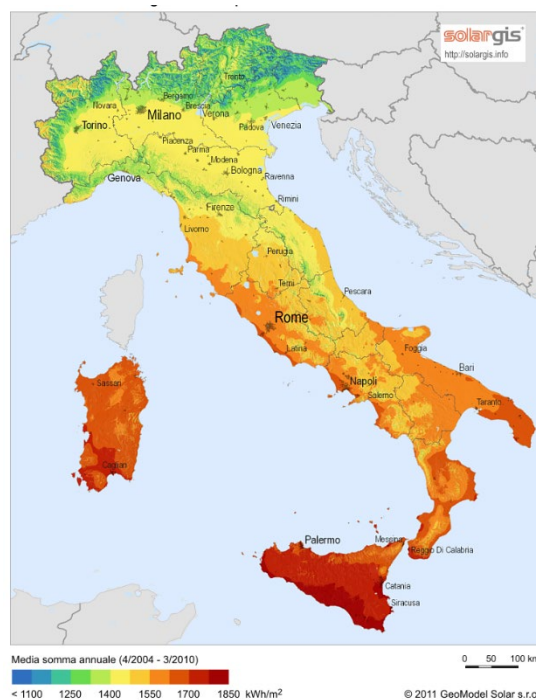 solargis
http://solargis.info
Trento
Bergamo
Novara
Brescia
Milano
Verona
Torino
Padova
Venezia
Piacenza
Parma
Modena
Genova
Bologna
Ravenna
Rimini
Firenze
Livorno
Perugia
Terni
Pescara
Rome
Latina
Foggia
Bari
Napoli
Salerno
Taranto
Sassari
Cagliari
Palermo
Messina
Reggio Di Calabria
Catania
Siracusa
Media somma annuale (4/2004 - 3/2010)
0 50 100 km
< 1100 1250 1400 1550 1700 1850 kWh/m²
© 2011 GeoModel Solar s.r.o.